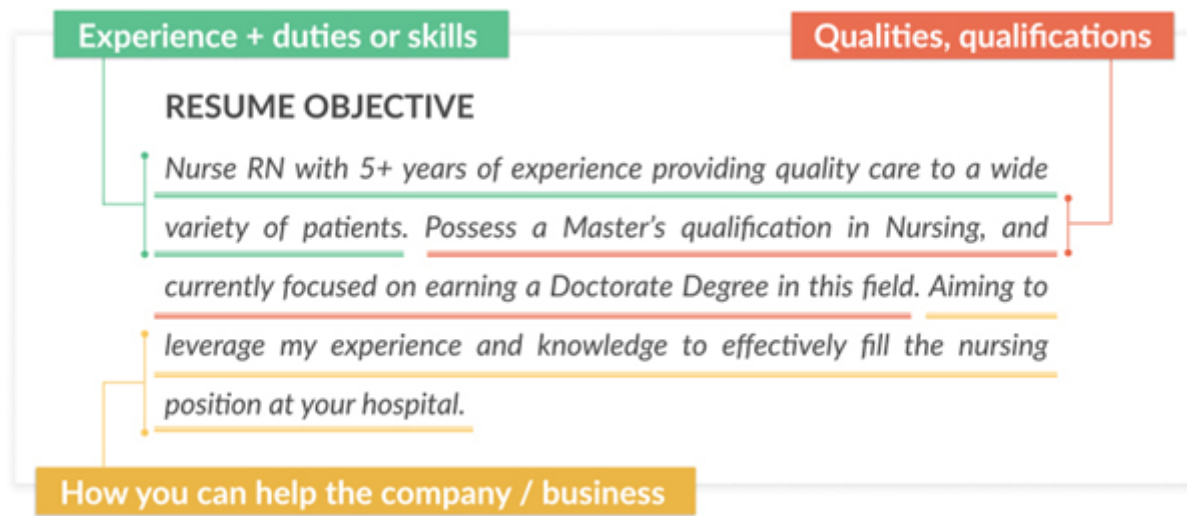 Experience + duties or skills
Qualities, qualifications
RESUME OBJECTIVE
Nurse RN with 5+ years of experience providing quality care to a wide
variety of patients. Possess a Master's qualification in Nursing, and
currently focused on earning a Doctorate Degree in this field. Aiming to
leverage my experience and knowledge to effectively fill the nursing
position at your hospital.
How you can help the company / business